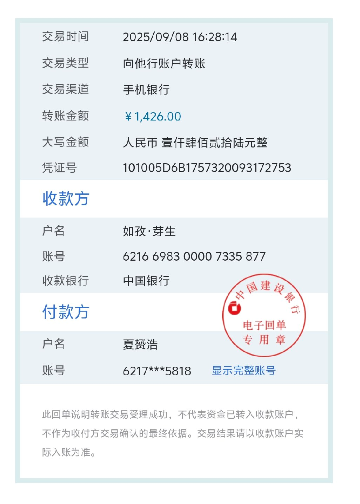 交易时间 2025/09/08 16:28:14
交易类型 向他行账户转账
交易渠道 手机银行
转账金额 ¥1,426.00
大写金额 人民币 壹仟肆佰贰拾陆元整
凭证号 101005D6B1757320093172753
收款方
户名 如孜·芽生
账号 6216 6983 0000 7335 877
收款银行 中国银行
中国建设银行
电子回单
专用章
付款方
户名 夏赟浩
账号 6217***5818 显示完整账号
此回单说明转账交易受理成功,不代表资金已转入收款账户,
不作为收付方交易确认的最终依据。交易结果请以收款账户实
际入账为准。